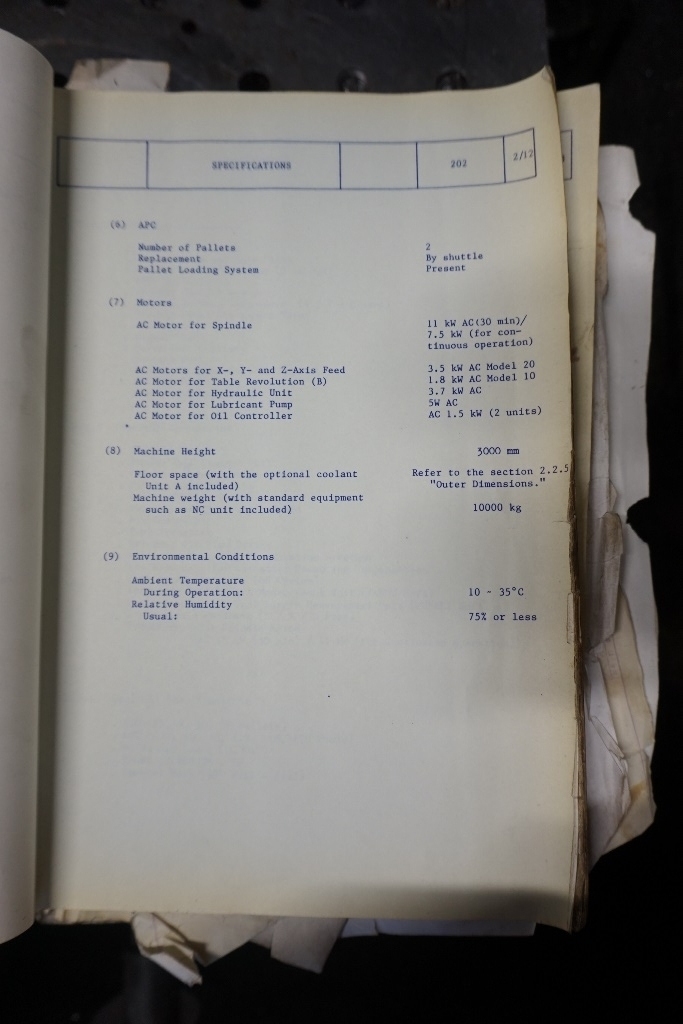 SPECIFICATIONS 202 2/12
(6) APC
Number of Pallets 2
Replacement By shuttle
Pallet Loading System Present
(7) Motors
AC Motor for Spindle 11 kW AC(30 min)/
7.5 kW (for con-
tinuous operation)
AC Motors for X-, Y- and Z-Axis Feed 3.5 kW AC Model 20
AC Motor for Table Revolution (B) 1.8 kW AC Model 10
AC Motor for Hydraulic Unit 3.7 kW AC
AC Motor for Lubricant Pump 5W AC
AC Motor for Oil Controller AC 1.5 kW (2 units)
(8) Machine Height 3000 mm
Floor space (with the optional coolant Refer to the section 2.2.5
Unit A included) "Outer Dimensions."
Machine weight (with standard equipment
such as NC unit included) 10000 kg
(9) Environmental Conditions
Ambient Temperature
During Operation: 10 ~ 35°C
Relative Humidity
Usual: 75% or less